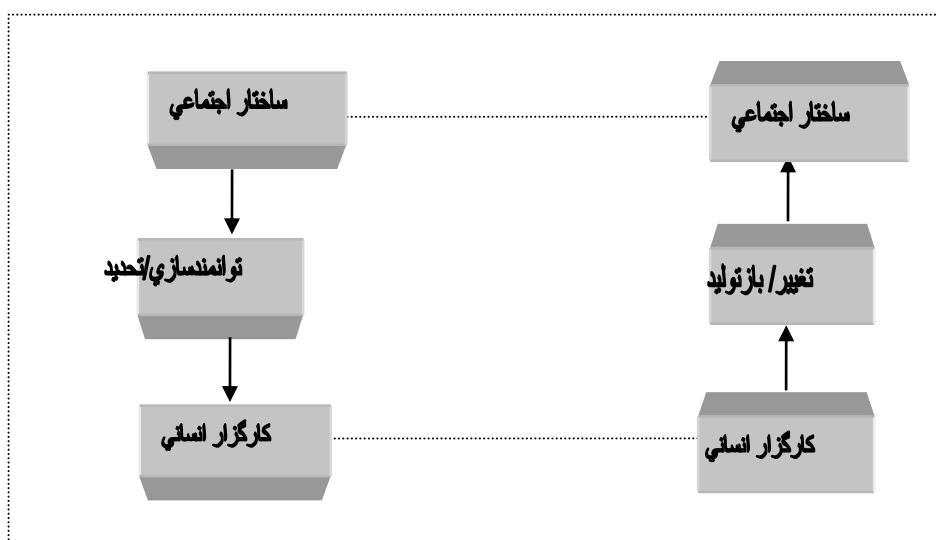 ساختار اجتماعي
ساختار اجتماعي
تغيير/ بازتوليد
توانمندسازي/تحديد
كارگزار انساني
كارگزار انساني